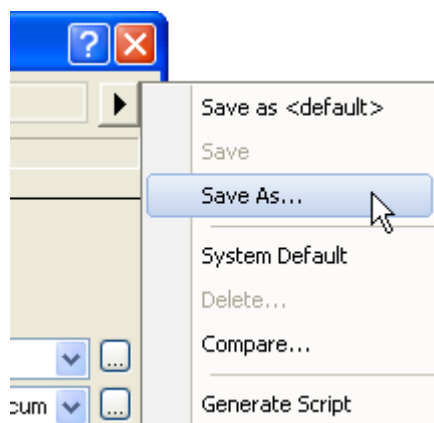 ?
Save as <default>
Save
Save As...
System Default
Delete...
Compare...
...
cum
...
Generate Script